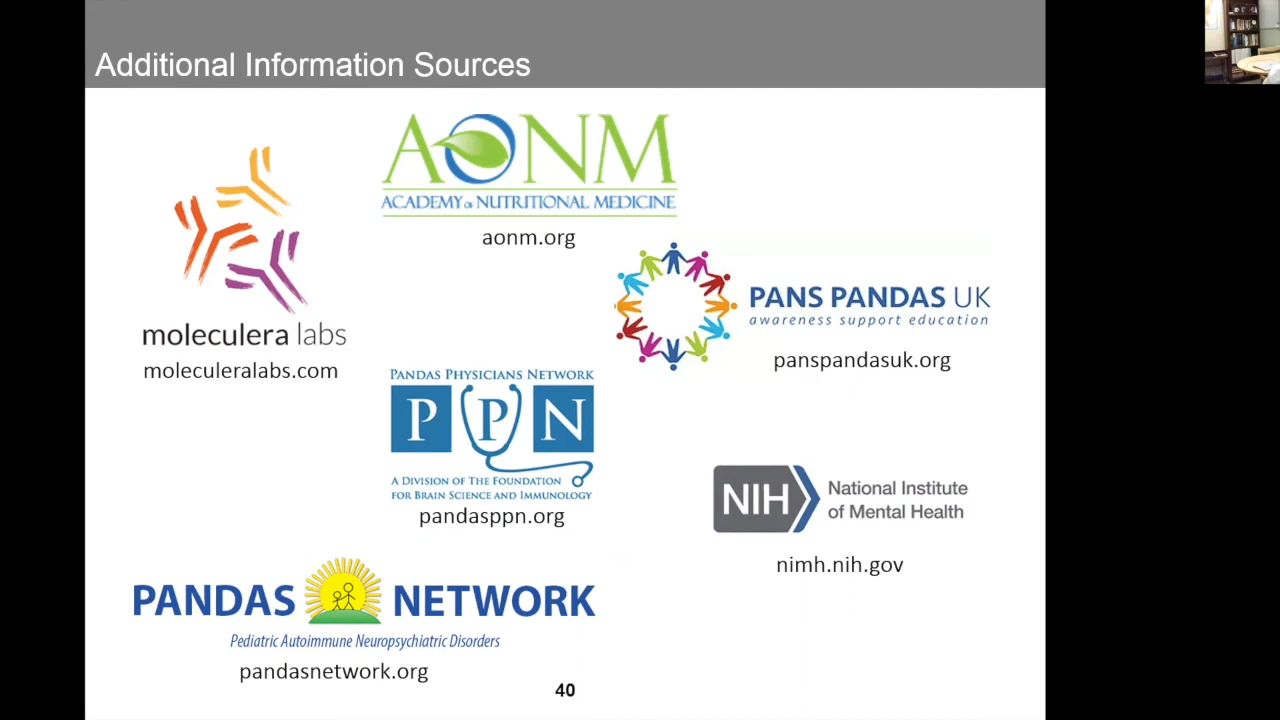 Additional Information Sources
AONM
ACADEMY of NUTRITIONAL MEDICINE
aonm.org
moleculera labs
moleculeralabs.com
PANS PANDAS UK
awareness support education
panspandasuk.org
PANDAS PHYSICIANS NETWORK
PPN
A DIVISION OF THE FOUNDATION
FOR BRAIN SCIENCE AND IMMUNOLOGY
pandasppn.org
NIH
National Institute
of Mental Health
nimh.nih.gov
PANDAS NETWORK
Pediatric Autoimmune Neuropsychiatric Disorders
pandasnetwork.org
40